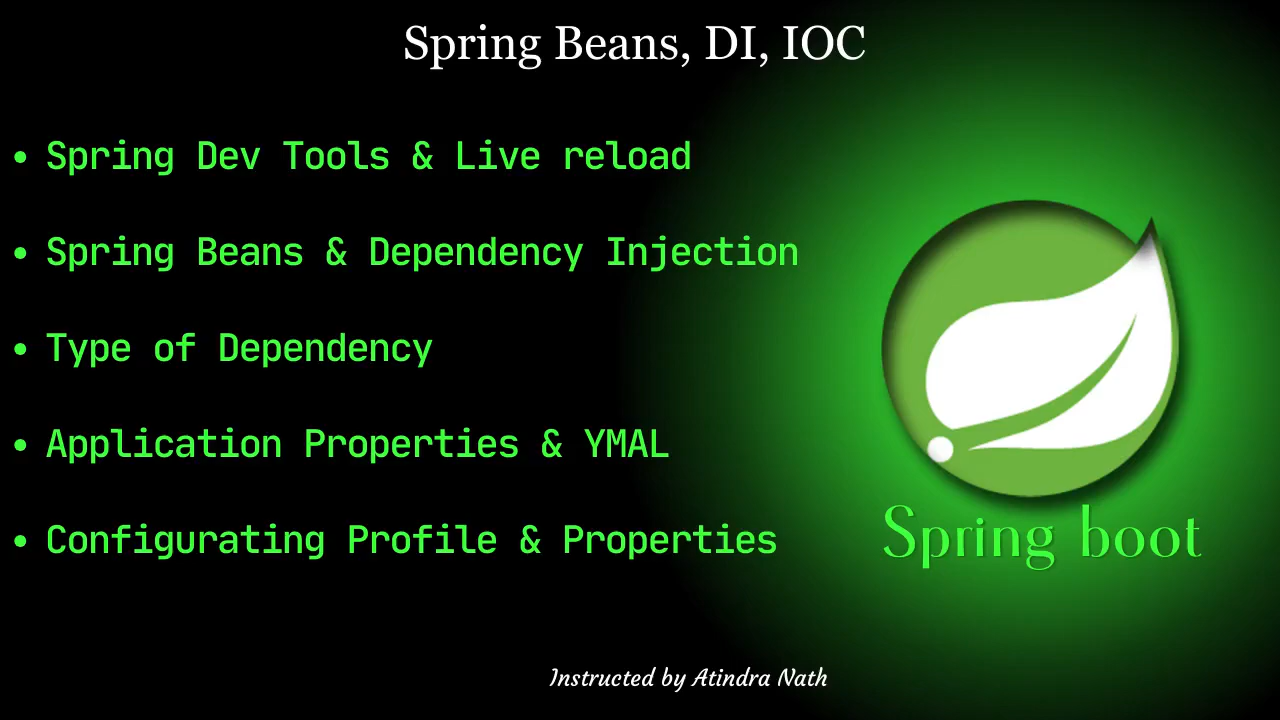 Spring Beans, DI, IOC
• Spring Dev Tools & Live reload
• Spring Beans & Dependency Injection
• Type of Dependency
• Application Properties & YMAL
• Configurating Profile & Properties
Spring boot
Instructed by Atindra Nath